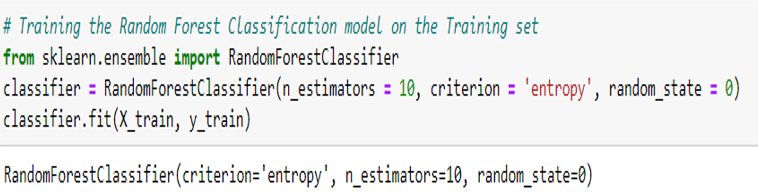 # Training the Random Forest Classification model on the Training set
from sklearn.ensemble import RandomForestClassifier
classifier = RandomForestClassifier(n_estimators = 10, criterion = 'entropy', random_state = 0)
classifier.fit(X_train, y_train)
RandomForestClassifier(criterion='entropy', n_estimators=10, random_state=0)